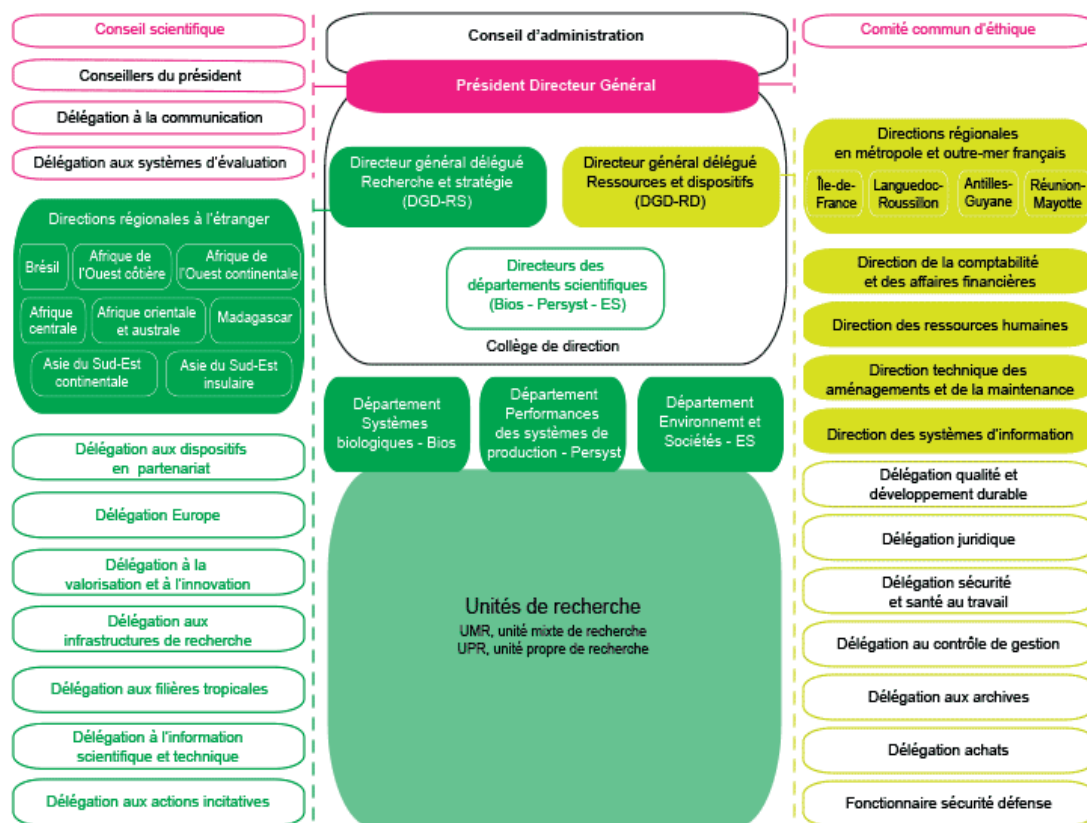 Conseil scientifique
Conseillers du président
Délégation à la communication
Délégation aux systèmes d'évaluation
Directions régionales à l'étranger
Brésil
Afrique de
l'Ouest côtière
Afrique de
l'Ouest continentale
Afrique
centrale
Afrique orientale
et australe
Madagascar
Asie du Sud-Est
continentale
Asie du Sud-Est
insulaire
Délégation aux dispositifs
en partenariat
Délégation Europe
Délégation à la
valorisation et à l'innovation
Délégation aux
infrastructures de recherche
Délégation aux filières tropicales
Délégation à l'information
scientifique et technique
Délégation aux actions incitatives
Conseil d'administration
Président Directeur Général
Directeur général délégué
Recherche et stratégie
(DGD-RS)
Directeur général délégué
Ressources et dispositifs
(DGD-RD)
Directeurs des
départements scientifiques
(Bios - Persyst - ES)
Collège de direction
Département
Systèmes
biologiques - Bios
Département
Performances
des systèmes de
production - Persyst
Département
Environnemt et
Sociétés - ES
Unités de recherche
UMR, unité mixte de recherche
UPR, unité propre de recherche
Comité commun d'éthique
Directions régionales
en métropole et outre-mer français
Île-de-
France
Languedoc-
Roussillon
Antilles-
Guyane
Réunion-
Mayotte
Direction de la comptabilité
et des affaires financières
Direction des ressources humaines
Direction technique des
aménagements et de la maintenance
Direction des systèmes d'information
Délégation qualité et
développement durable
Délégation juridique
Délégation sécurité
et santé au travail
Délégation au contrôle de gestion
Délégation aux archives
Délégation achats
Fonctionnaire sécurité défense